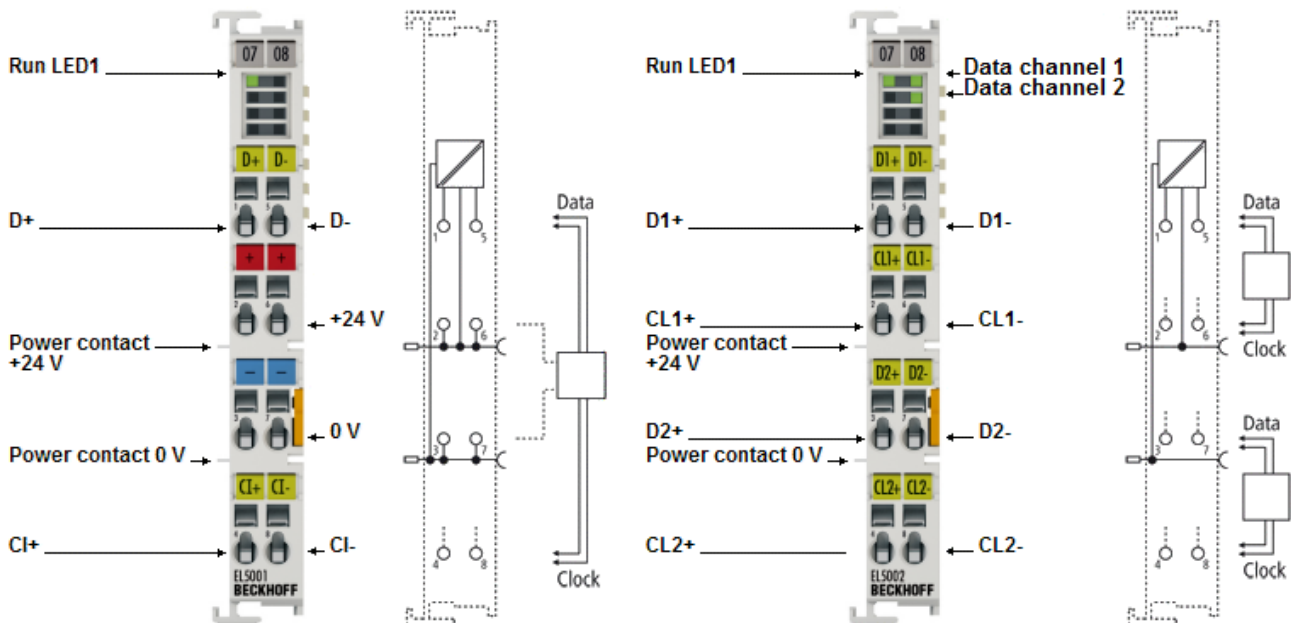 Run LED1
07 08
D+ D-
D+
D-
+ +
+24 V
Power contact
+24 V
− −
0 V
Power contact 0 V
CI+ CI-
CI+
CI-
EL5001
BECKHOFF
1
5
2
6
3
7
4
8
Data
Clock
Run LED1
07 08
Data channel 1
Data channel 2
D1+ D1-
D1+
D1-
CL1+ CL1-
CL1+
CL1-
Power contact
+24 V
D2+ D2-
D2+
D2-
Power contact 0 V
CL2+ CL2-
CL2+
CL2-
EL5002
BECKHOFF
1
5
2
6
3
7
4
8
Data
Clock
Data
Clock